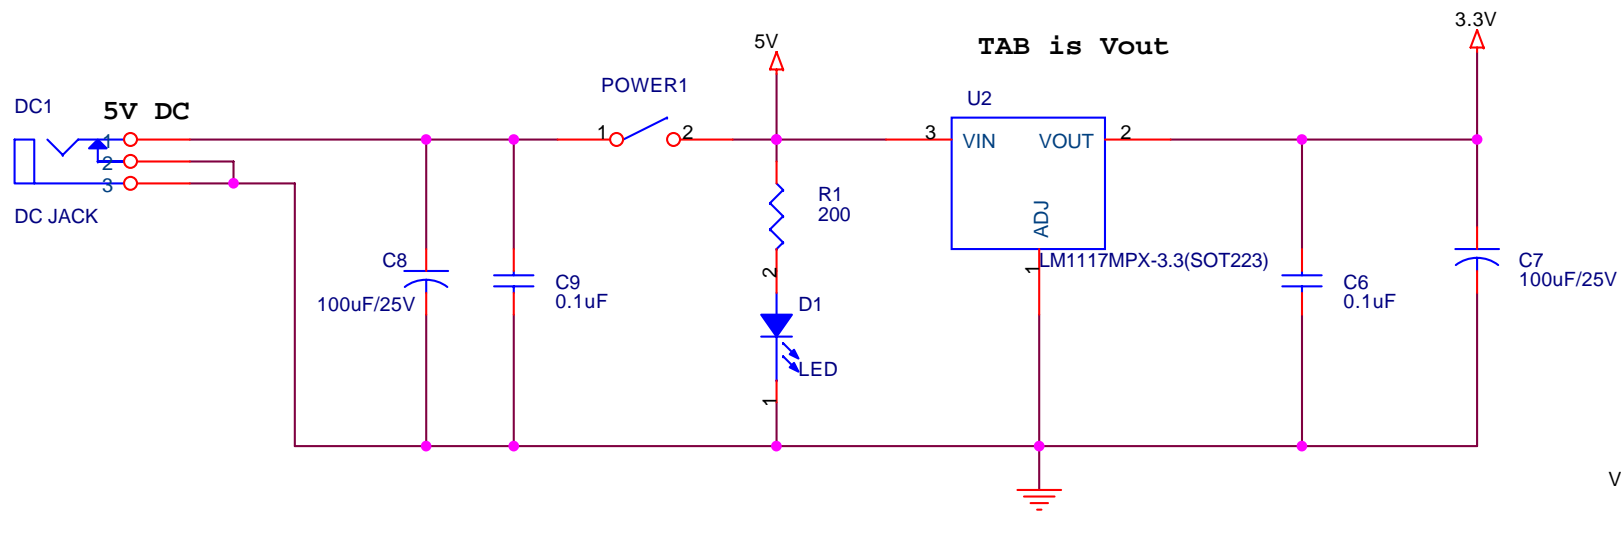 3.3V
5V
TAB is Vout
POWER1
DC1
5V DC
U2
1
1
2
3
VIN
VOUT
2
2
3
DC JACK
R1
200
ADJ
C8
100uF/25V
C9
0.1uF
2
1
LM1117MPX-3.3(SOT223)
C6
0.1uF
C7
100uF/25V
D1
LED
1
V